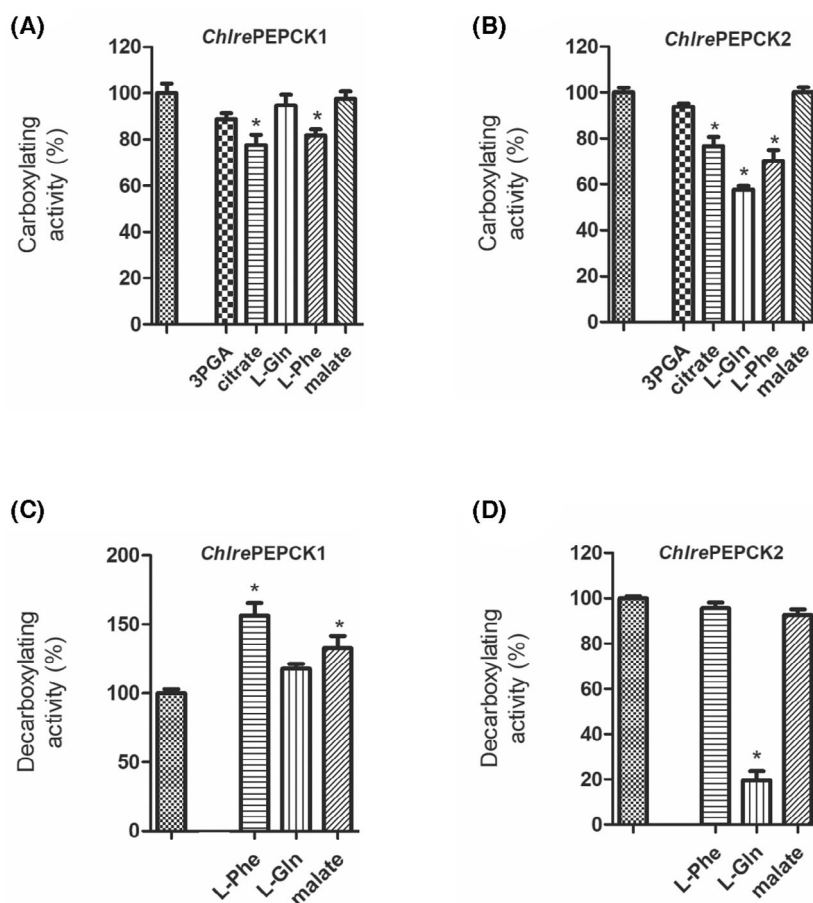 (A)
ChlrePEPCK1
120
100
80
60
40
20
0
Carboxylating
activity (%)
*
*
3PGA
citrate
L-Gln
L-Phe
malate
(B)
ChlrePEPCK2
120
100
80
60
40
20
0
Carboxylating
activity (%)
*
*
*
3PGA
citrate
L-Gln
L-Phe
malate
(C)
ChlrePEPCK1
200
150
100
50
0
Decarboxylating
activity (%)
*
*
L-Phe
L-Gln
malate
(D)
ChlrePEPCK2
120
100
80
60
40
20
0
Decarboxylating
activity (%)
*
L-Phe
L-Gln
malate